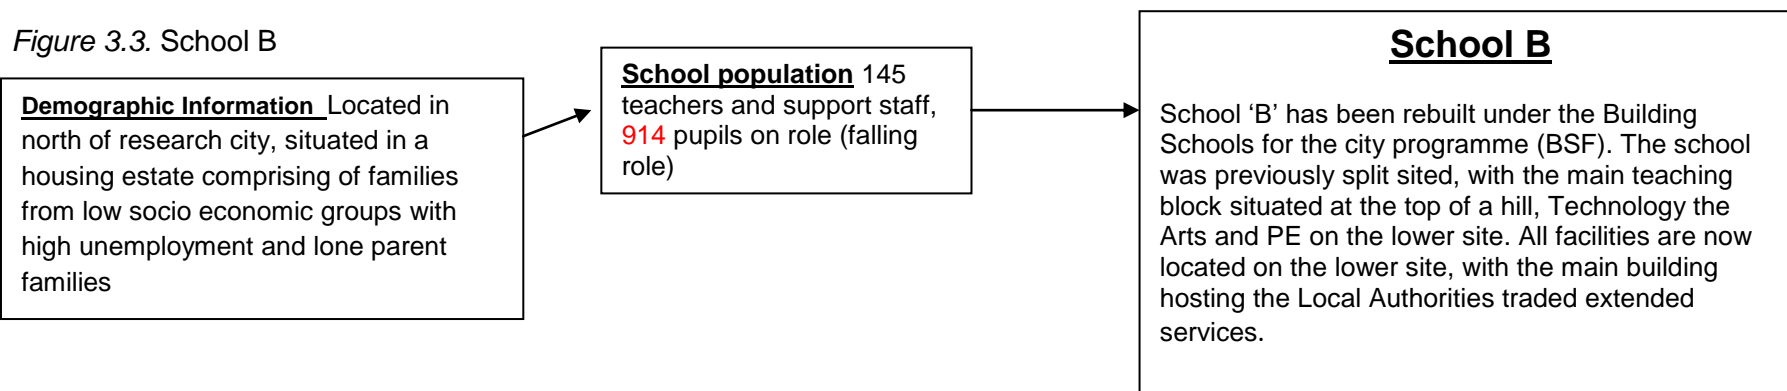 Figure 3.3. School B
Demographic Information Located in
north of research city, situated in a
housing estate comprising of families
from low socio economic groups with
high unemployment and lone parent
families
School population 145
teachers and support staff,
914 pupils on role (falling
role)
School B
School ‘B’ has been rebuilt under the Building
Schools for the city programme (BSF). The school
was previously split sited, with the main teaching
block situated at the top of a hill, Technology the
Arts and PE on the lower site. All facilities are now
located on the lower site, with the main building
hosting the Local Authorities traded extended
services.